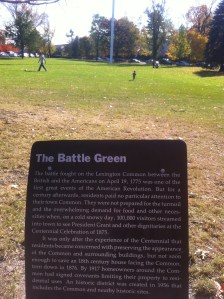 The Battle Green
The battle fought on the Lexington Common between the
British and the Americans on April 19, 1775 was one of the
first great events of the American Revolution. But for a
century afterwards, residents paid no particular attention to
their town Common. They were not prepared for the turmoil
and the overwhelming demand for food and other neces-
sities when, on a cold snowy day, 100,000 visitors streamed
into town to see President Grant and other dignitaries at the
Centennial Celebration of 1875.
It was only after the experience of the Centennial that
residents became concerned with preserving the appearance
of the Common and surrounding buildings, but not soon
enough to save an 18th century house facing the Common,
torn down in
By 1917 homeowners around the Com-
mon had signed covenants limiting their property to resi-
dential uses. An historic district was created in 1956 that
includes the Common and nearby historic sites.